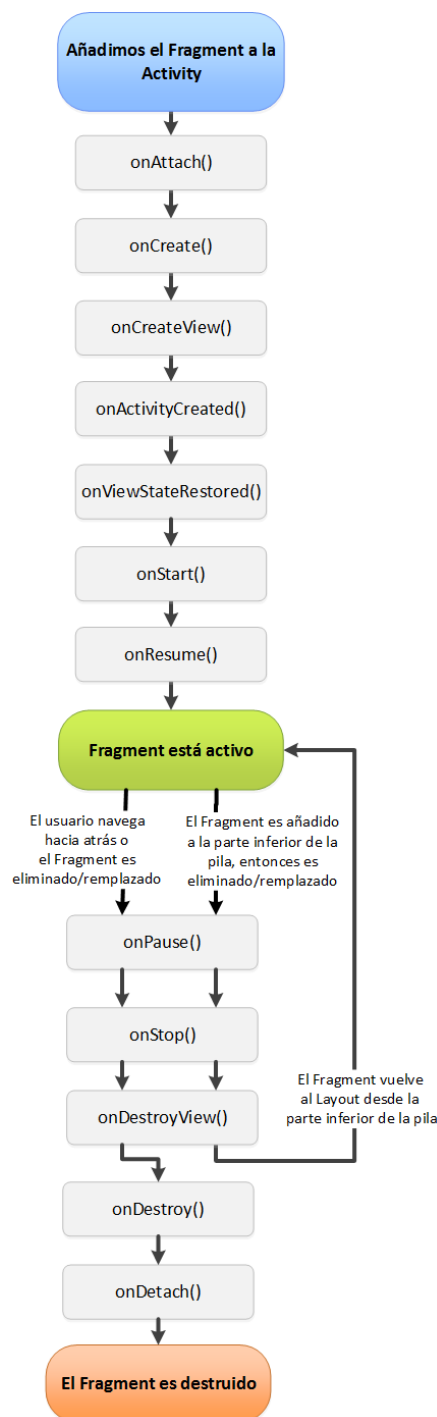 Añadimos el Fragment a la
Activity
onAttach()
onCreate()
onCreateView()
onActivityCreated()
onViewStateRestored()
onStart()
onResume()
Fragment está activo
El usuario navega
hacia atrás o
el Fragment es
eliminado/remplazado
El Fragment es añadido
a la parte inferior de la
pila, entonces es
eliminado/remplazado
onPause()
onStop()
onDestroyView()
El Fragment vuelve
al Layout desde la
parte inferior de la pila
onDestroy()
onDetach()
El Fragment es destruido